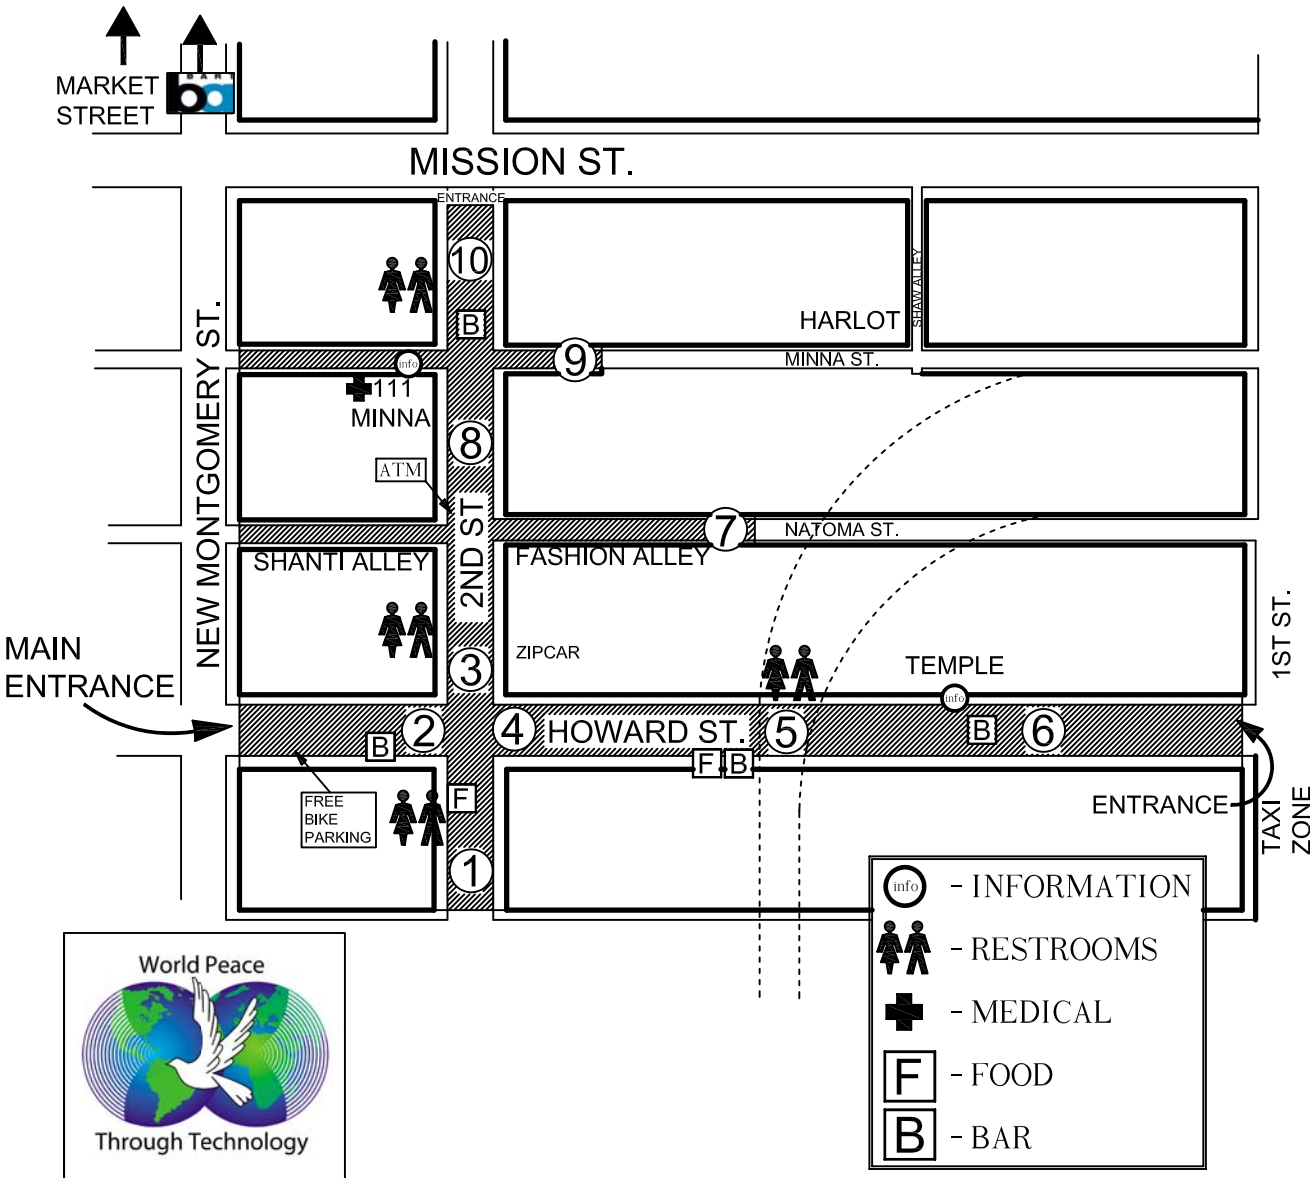 BART
ba
MARKET
STREET
MISSION ST.
ENTRANCE
10
B
HARLOT
SHAW ALLEY
NEW MONTGOMERY ST.
info
9
MINNA ST.
111
MINNA
8
ATM
2ND ST
7
NATOMA ST.
SHANTI ALLEY
FASHION ALLEY
1ST ST.
MAIN
ENTRANCE
ZIPCAR
3
TEMPLE
info
2
B
4
HOWARD ST.
5
B
6
F
B
FREE
BIKE
PARKING
F
ENTRANCE
TAXI
ZONE
1
info - INFORMATION
- RESTROOMS
- MEDICAL
F - FOOD
B - BAR
World Peace
Through Technology